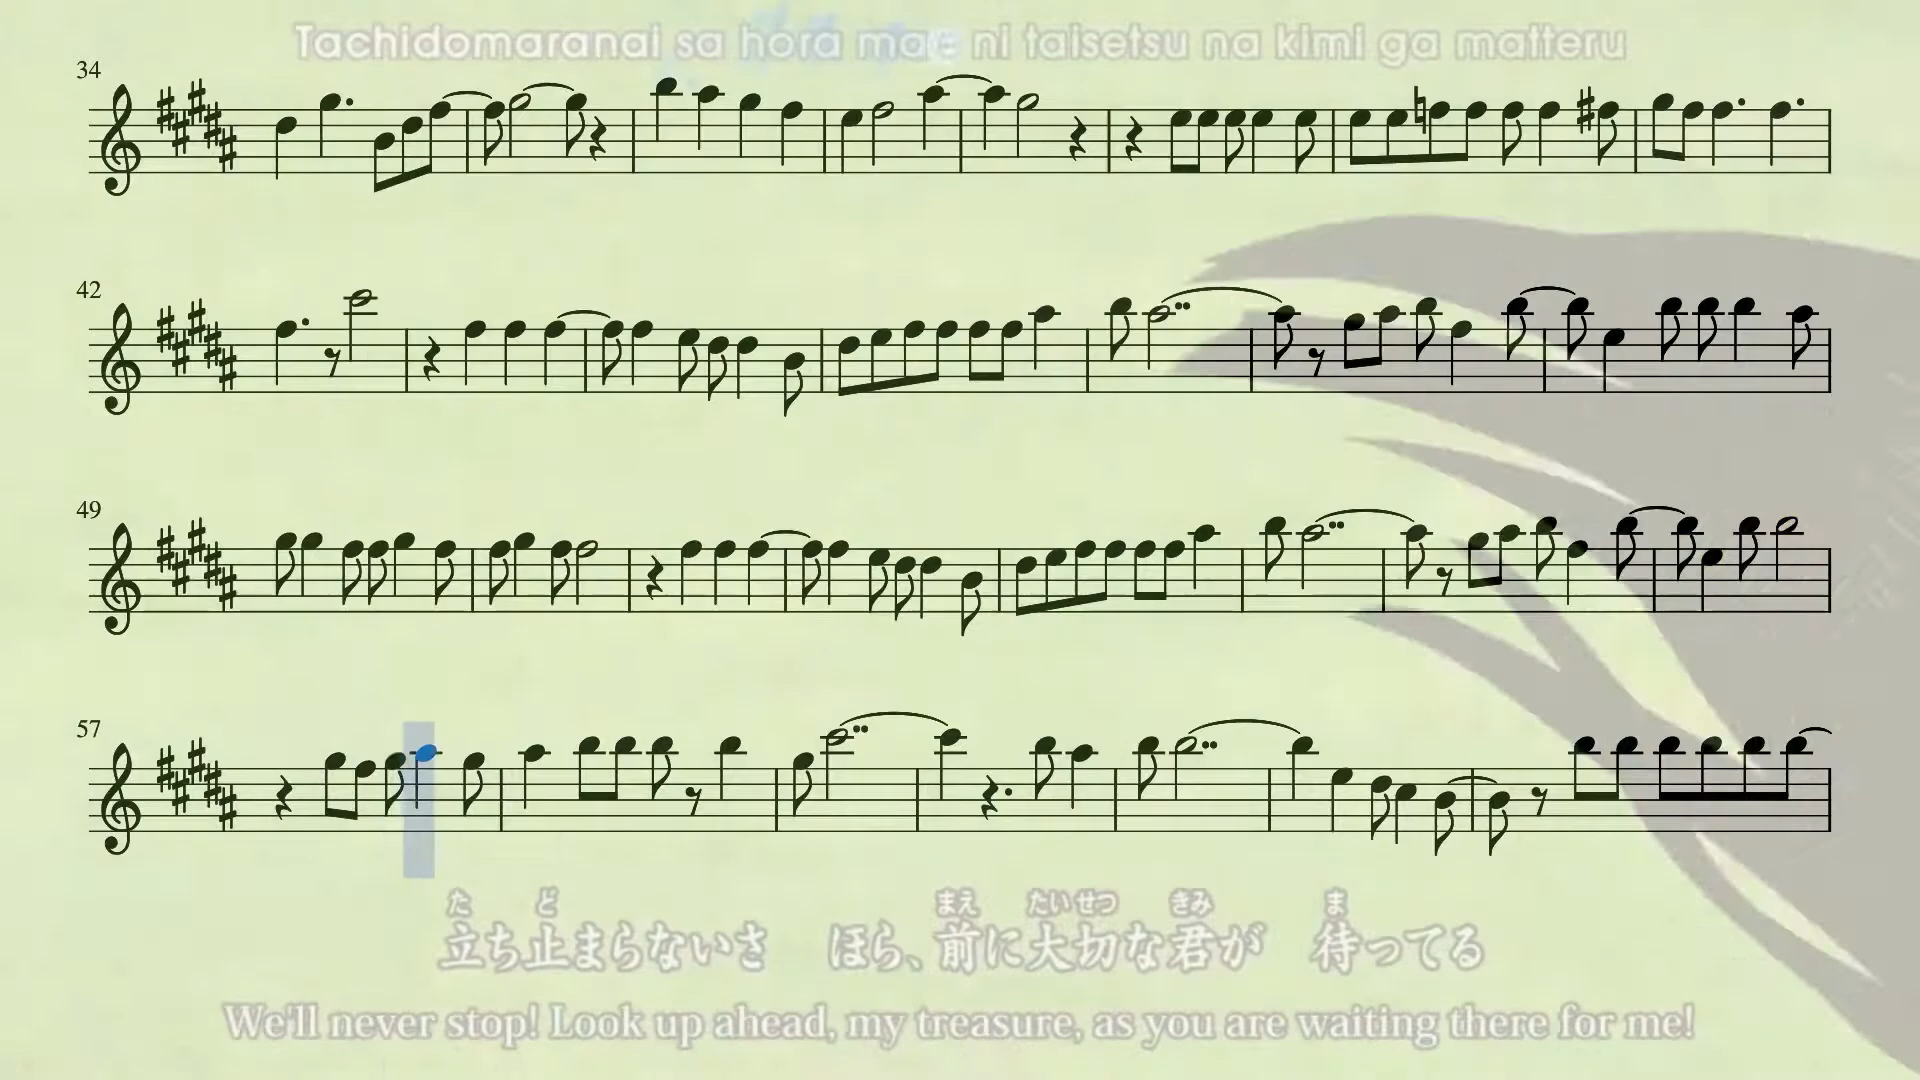 Tachidomaranai sa hora mae ni taisetsu na kimi ga matteru
34
42
49
57
た ど まえ たい せつ きみ ま
立ち止まらないさ ほら、前に大切な君が 待ってる
We'll never stop! Look up ahead, my treasure, as you are waiting there for me!